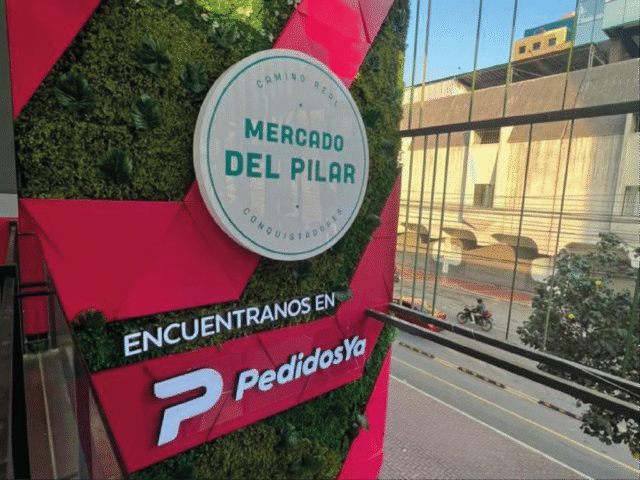 CAMINO REAL
MERCADO
DEL PILAR
CONQUISTADORES
ENCUENTRANOS EN
PedidosYa